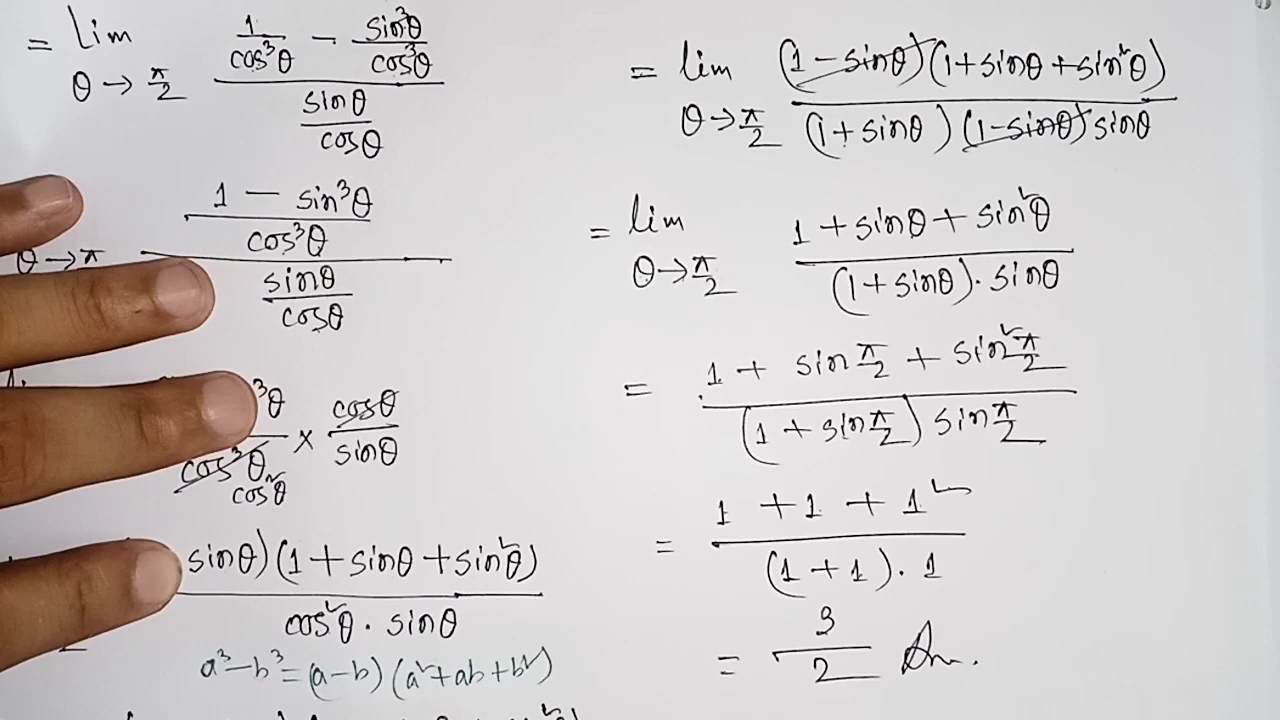 = lim θ→π/2 (1/cos³θ − sin³θ/cos³θ) / (sinθ/cosθ)
θ→π ((1 − sin³θ)/cos³θ) / (sinθ/cosθ)
³θ / cos³θ cos²θ × cosθ/sinθ
sinθ)(1 + sinθ + sin²θ) / cos²θ · sinθ
a³−b³ = (a−b)(a²+ab+b²)
= lim θ→π/2 (1−sinθ)(1+sinθ+sin²θ) / (1+sinθ)(1−sinθ) sinθ
= lim θ→π/2 (1+sinθ+sin²θ) / (1+sinθ)·sinθ
= (1 + sin π/2 + sin² π/2) / (1 + sin π/2) sin π/2
= (1 + 1 + 1²) / (1+1)·1
= 3/2 An.